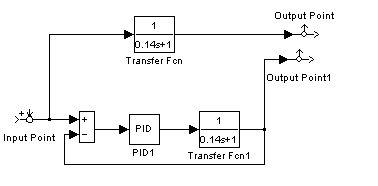 Output Point
1
0.14s+1
Transfer Fcn
Output Point1
+
Input Point
+
−
PID
PID1
1
0.14s+1
Transfer Fcn1